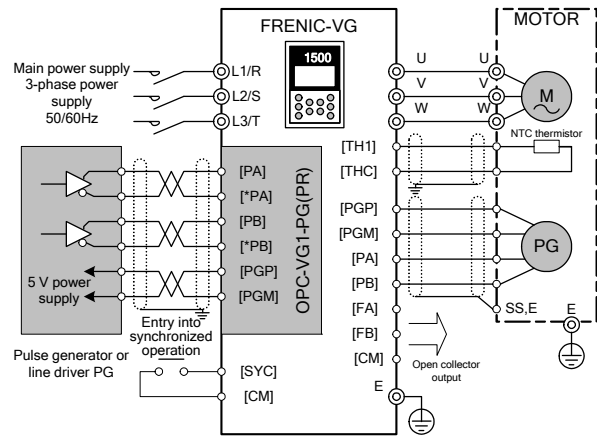 FRENIC-VG
MOTOR
1500
Main power supply
3-phase power
supply
50/60Hz
L1/R
L2/S
L3/T
U
U
V
V
W
W
M
NTC thermistor
[TH1]
[THC]
[PA]
[*PA]
[PB]
[*PB]
[PGP]
[PGM]
OPC-VG1-PG(PR)
5 V power
supply
Pulse generator or
line driver PG
Entry into
synchronized
operation
[SYC]
[CM]
[PGP]
[PGM]
[PA]
[PB]
[FA]
[FB]
[CM]
PG
SS,E
E
Open collector
output
E